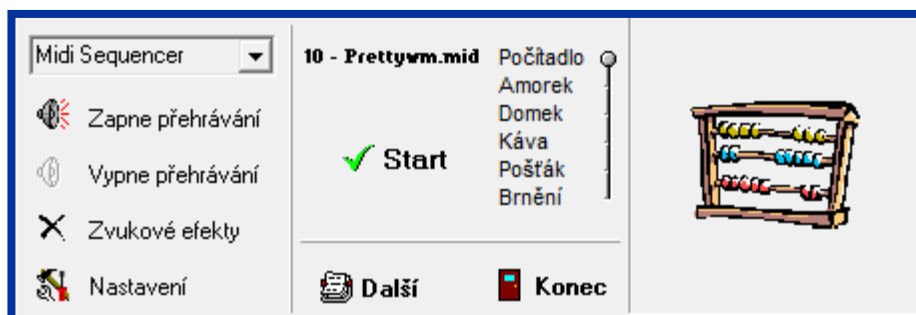 Midi Sequencer
Zapne přehrávání
Vypne přehrávání
Zvukové efekty
Nastavení
10 - Prettywm.mid
Start
Počítadlo
Amorek
Domek
Káva
Pošťák
Brnění
Další
Konec